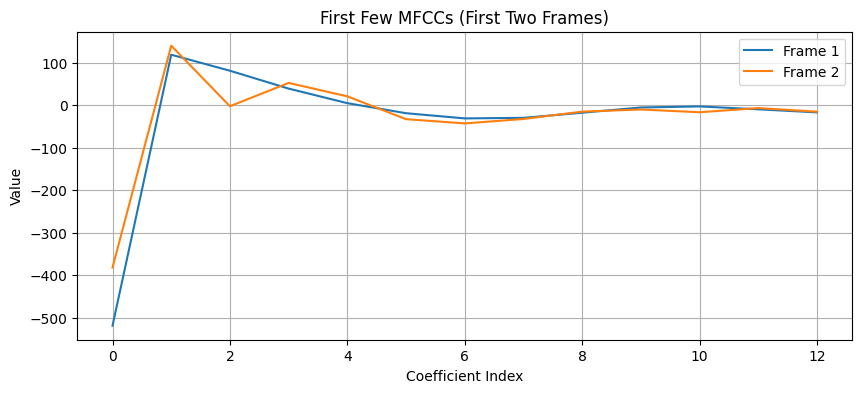 First Few MFCCs (First Two Frames)
Frame 1
Frame 2
Value
100
0
−100
−200
−300
−400
−500
0 2 4 6 8 10 12
Coefficient Index